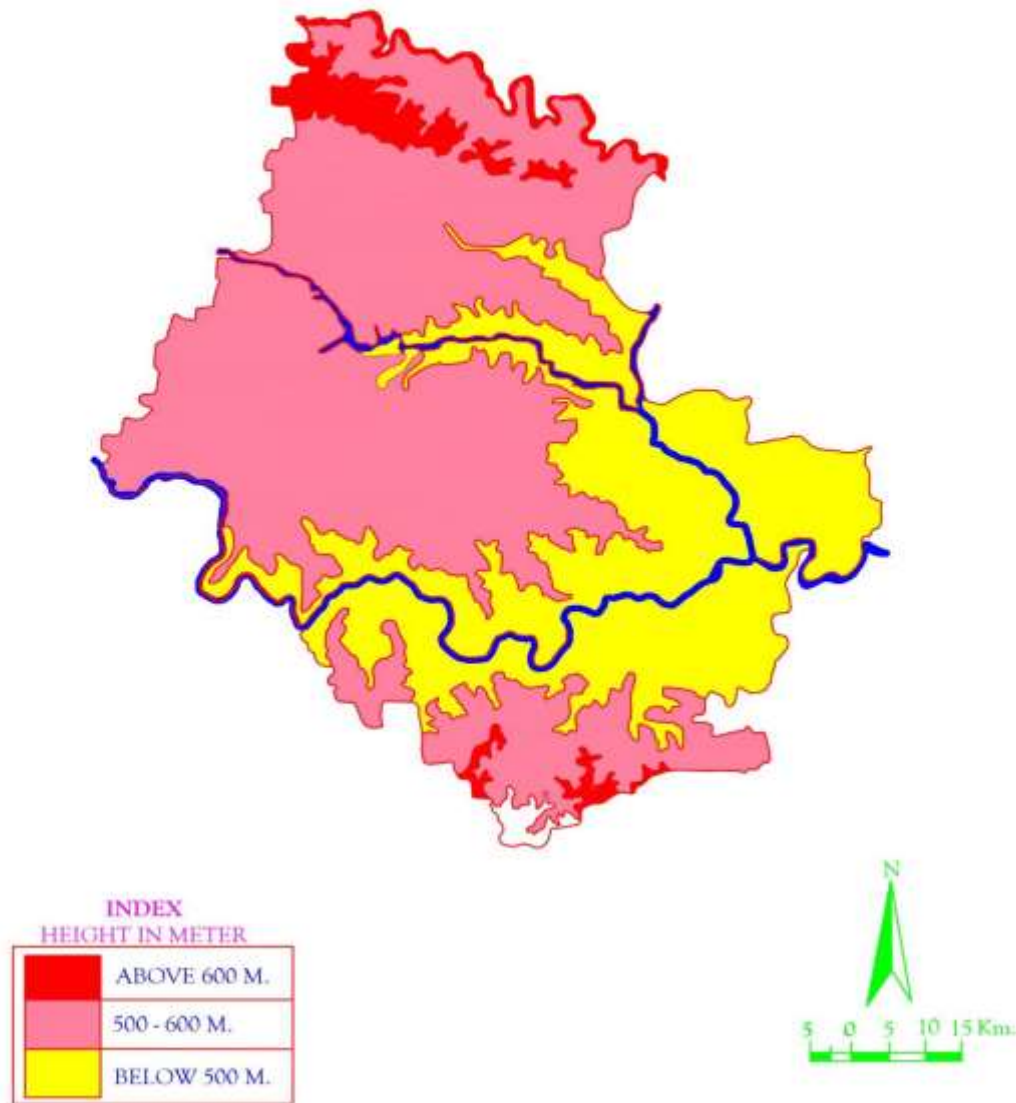 INDEX
HEIGHT IN METER
ABOVE 600 M.
500 - 600 M.
BELOW 500 M.
N
5 0 5 10 15 Km.